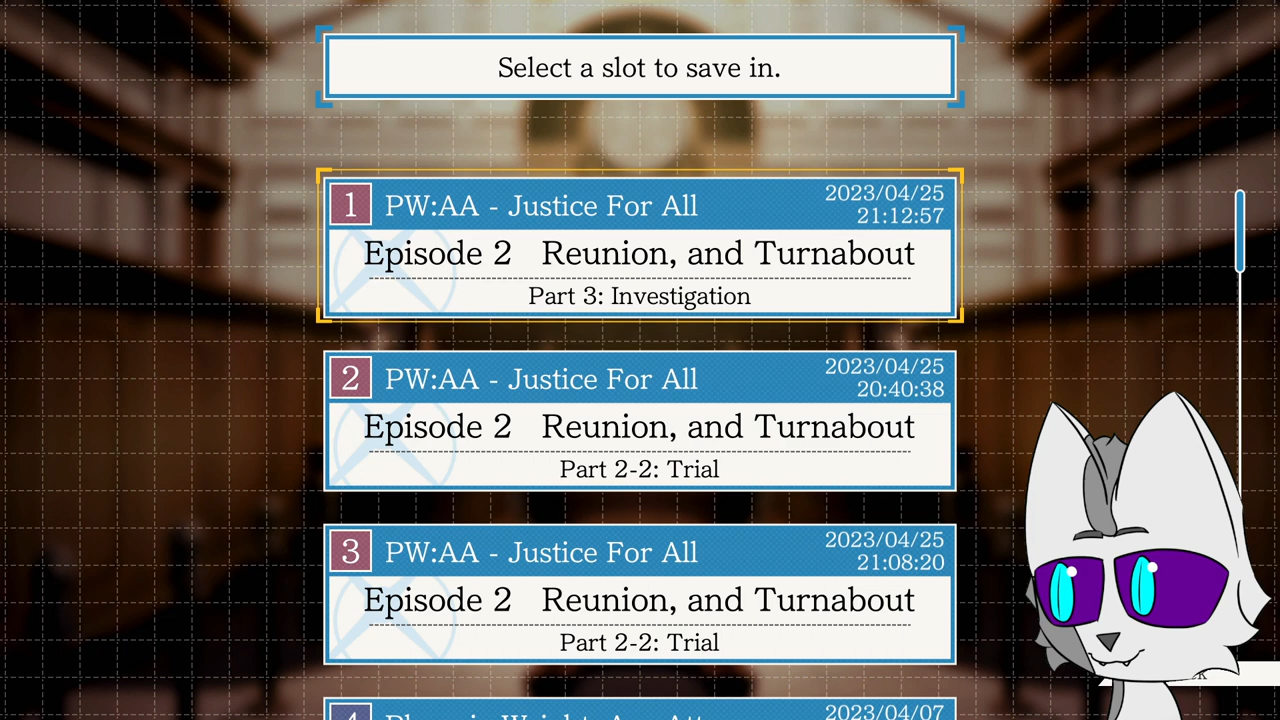 Select a slot to save in.
1 PW:AA - Justice For All 2023/04/25
21:12:57
Episode 2 Reunion, and Turnabout
Part 3: Investigation
2 PW:AA - Justice For All 2023/04/25
20:40:38
Episode 2 Reunion, and Turnabout
Part 2-2: Trial
3 PW:AA - Justice For All 2023/04/25
21:08:20
Episode 2 Reunion, and Turnabout
Part 2-2: Trial
4 2023/04/07